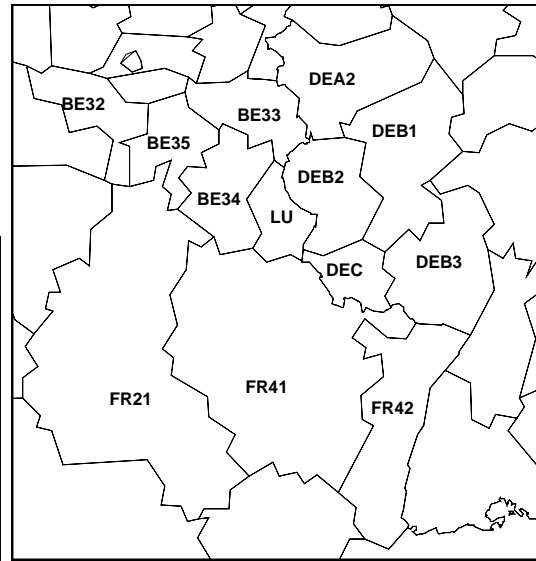 DEA2
BE32
BE33
DEB1
BE35
DEB2
BE34
LU
DEC
DEB3
FR41
FR21
FR42